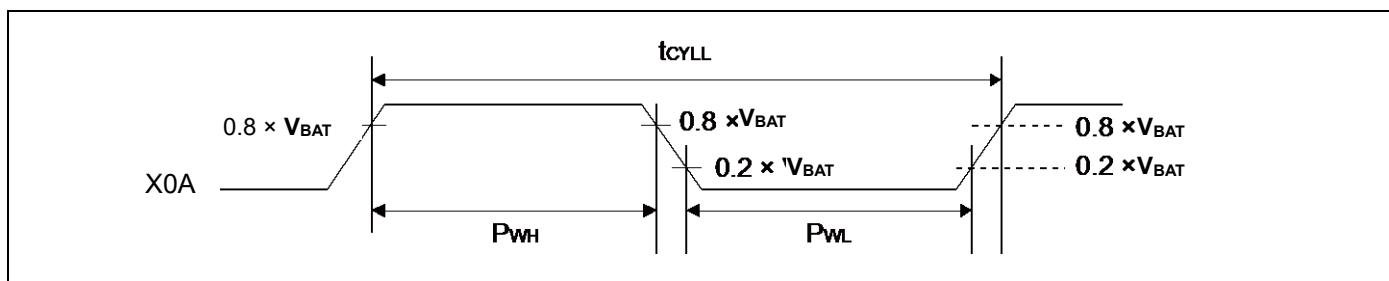 tCYLL
0.8 × VBAT
0.8 ×VBAT
0.8 ×VBAT
0.2 × 'VBAT
0.2 ×VBAT
X0A
PWH
PWL